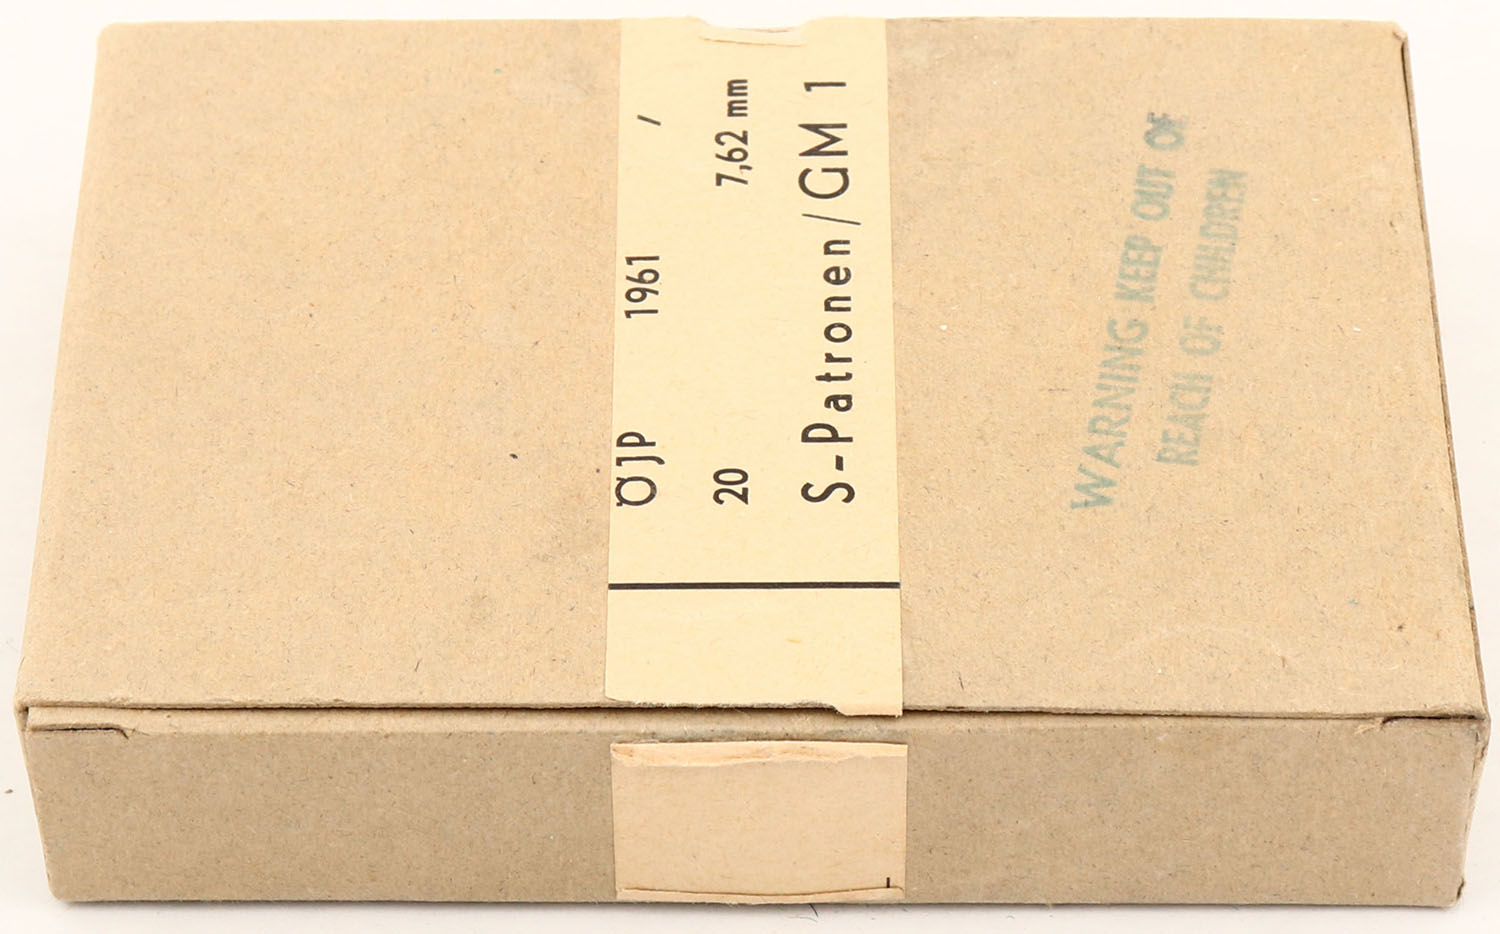 ÖJP 1961 /
20 7,62 mm
S-Patronen/GM 1
WARNING KEEP OUT OF
REACH OF CHILDREN